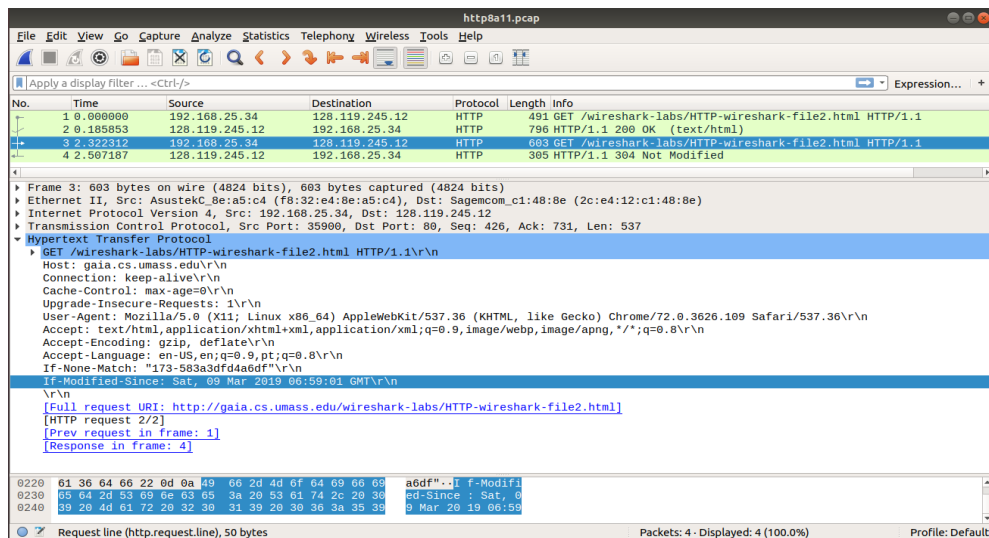 http8a11.pcap
File Edit View Go Capture Analyze Statistics Telephony Wireless Tools Help
Apply a display filter … <Ctrl-/> Expression… +
No. Time Source Destination Protocol Length Info
1 0.000000 192.168.25.34 128.119.245.12 HTTP 491 GET /wireshark-labs/HTTP-wireshark-file2.html HTTP/1.1
2 0.185853 128.119.245.12 192.168.25.34 HTTP 796 HTTP/1.1 200 OK (text/html)
3 2.322312 192.168.25.34 128.119.245.12 HTTP 603 GET /wireshark-labs/HTTP-wireshark-file2.html HTTP/1.1
4 2.507187 128.119.245.12 192.168.25.34 HTTP 305 HTTP/1.1 304 Not Modified
Frame 3: 603 bytes on wire (4824 bits), 603 bytes captured (4824 bits)
Ethernet II, Src: AsustekC_8e:a5:c4 (f8:32:e4:8e:a5:c4), Dst: Sagemcom_c1:48:8e (2c:e4:12:c1:48:8e)
Internet Protocol Version 4, Src: 192.168.25.34, Dst: 128.119.245.12
Transmission Control Protocol, Src Port: 35900, Dst Port: 80, Seq: 426, Ack: 731, Len: 537
Hypertext Transfer Protocol
GET /wireshark-labs/HTTP-wireshark-file2.html HTTP/1.1\r\n
Host: gaia.cs.umass.edu\r\n
Connection: keep-alive\r\n
Cache-Control: max-age=0\r\n
Upgrade-Insecure-Requests: 1\r\n
User-Agent: Mozilla/5.0 (X11; Linux x86_64) AppleWebKit/537.36 (KHTML, like Gecko) Chrome/72.0.3626.109 Safari/537.36\r\n
Accept: text/html,application/xhtml+xml,application/xml;q=0.9,image/webp,image/apng,*/*;q=0.8\r\n
Accept-Encoding: gzip, deflate\r\n
Accept-Language: en-US,en;q=0.9,pt;q=0.8\r\n
If-None-Match: "173-583a3dfd4a6df"\r\n
If-Modified-Since: Sat, 09 Mar 2019 06:59:01 GMT\r\n
\r\n
[Full request URI: http://gaia.cs.umass.edu/wireshark-labs/HTTP-wireshark-file2.html]
[HTTP request 2/2]
[Prev request in frame: 1]
[Response in frame: 4]
0220 61 36 64 66 22 0d 0a 49 66 2d 4d 6f 64 69 66 69 a6df"··I f-Modifi
0230 65 64 2d 53 69 6e 63 65 3a 20 53 61 74 2c 20 30 ed-Since : Sat, 0
0240 39 20 4d 61 72 20 32 30 31 39 20 30 36 3a 35 39 9 Mar 20 19 06:59
Request line (http.request.line), 50 bytes Packets: 4 · Displayed: 4 (100.0%) Profile: Default